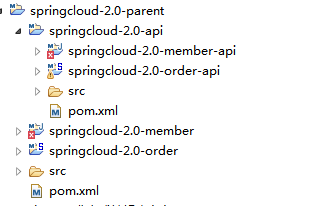 springcloud-2.0-parent
springcloud-2.0-api
springcloud-2.0-member-api
springcloud-2.0-order-api
src
pom.xml
springcloud-2.0-member
springcloud-2.0-order
src
pom.xml